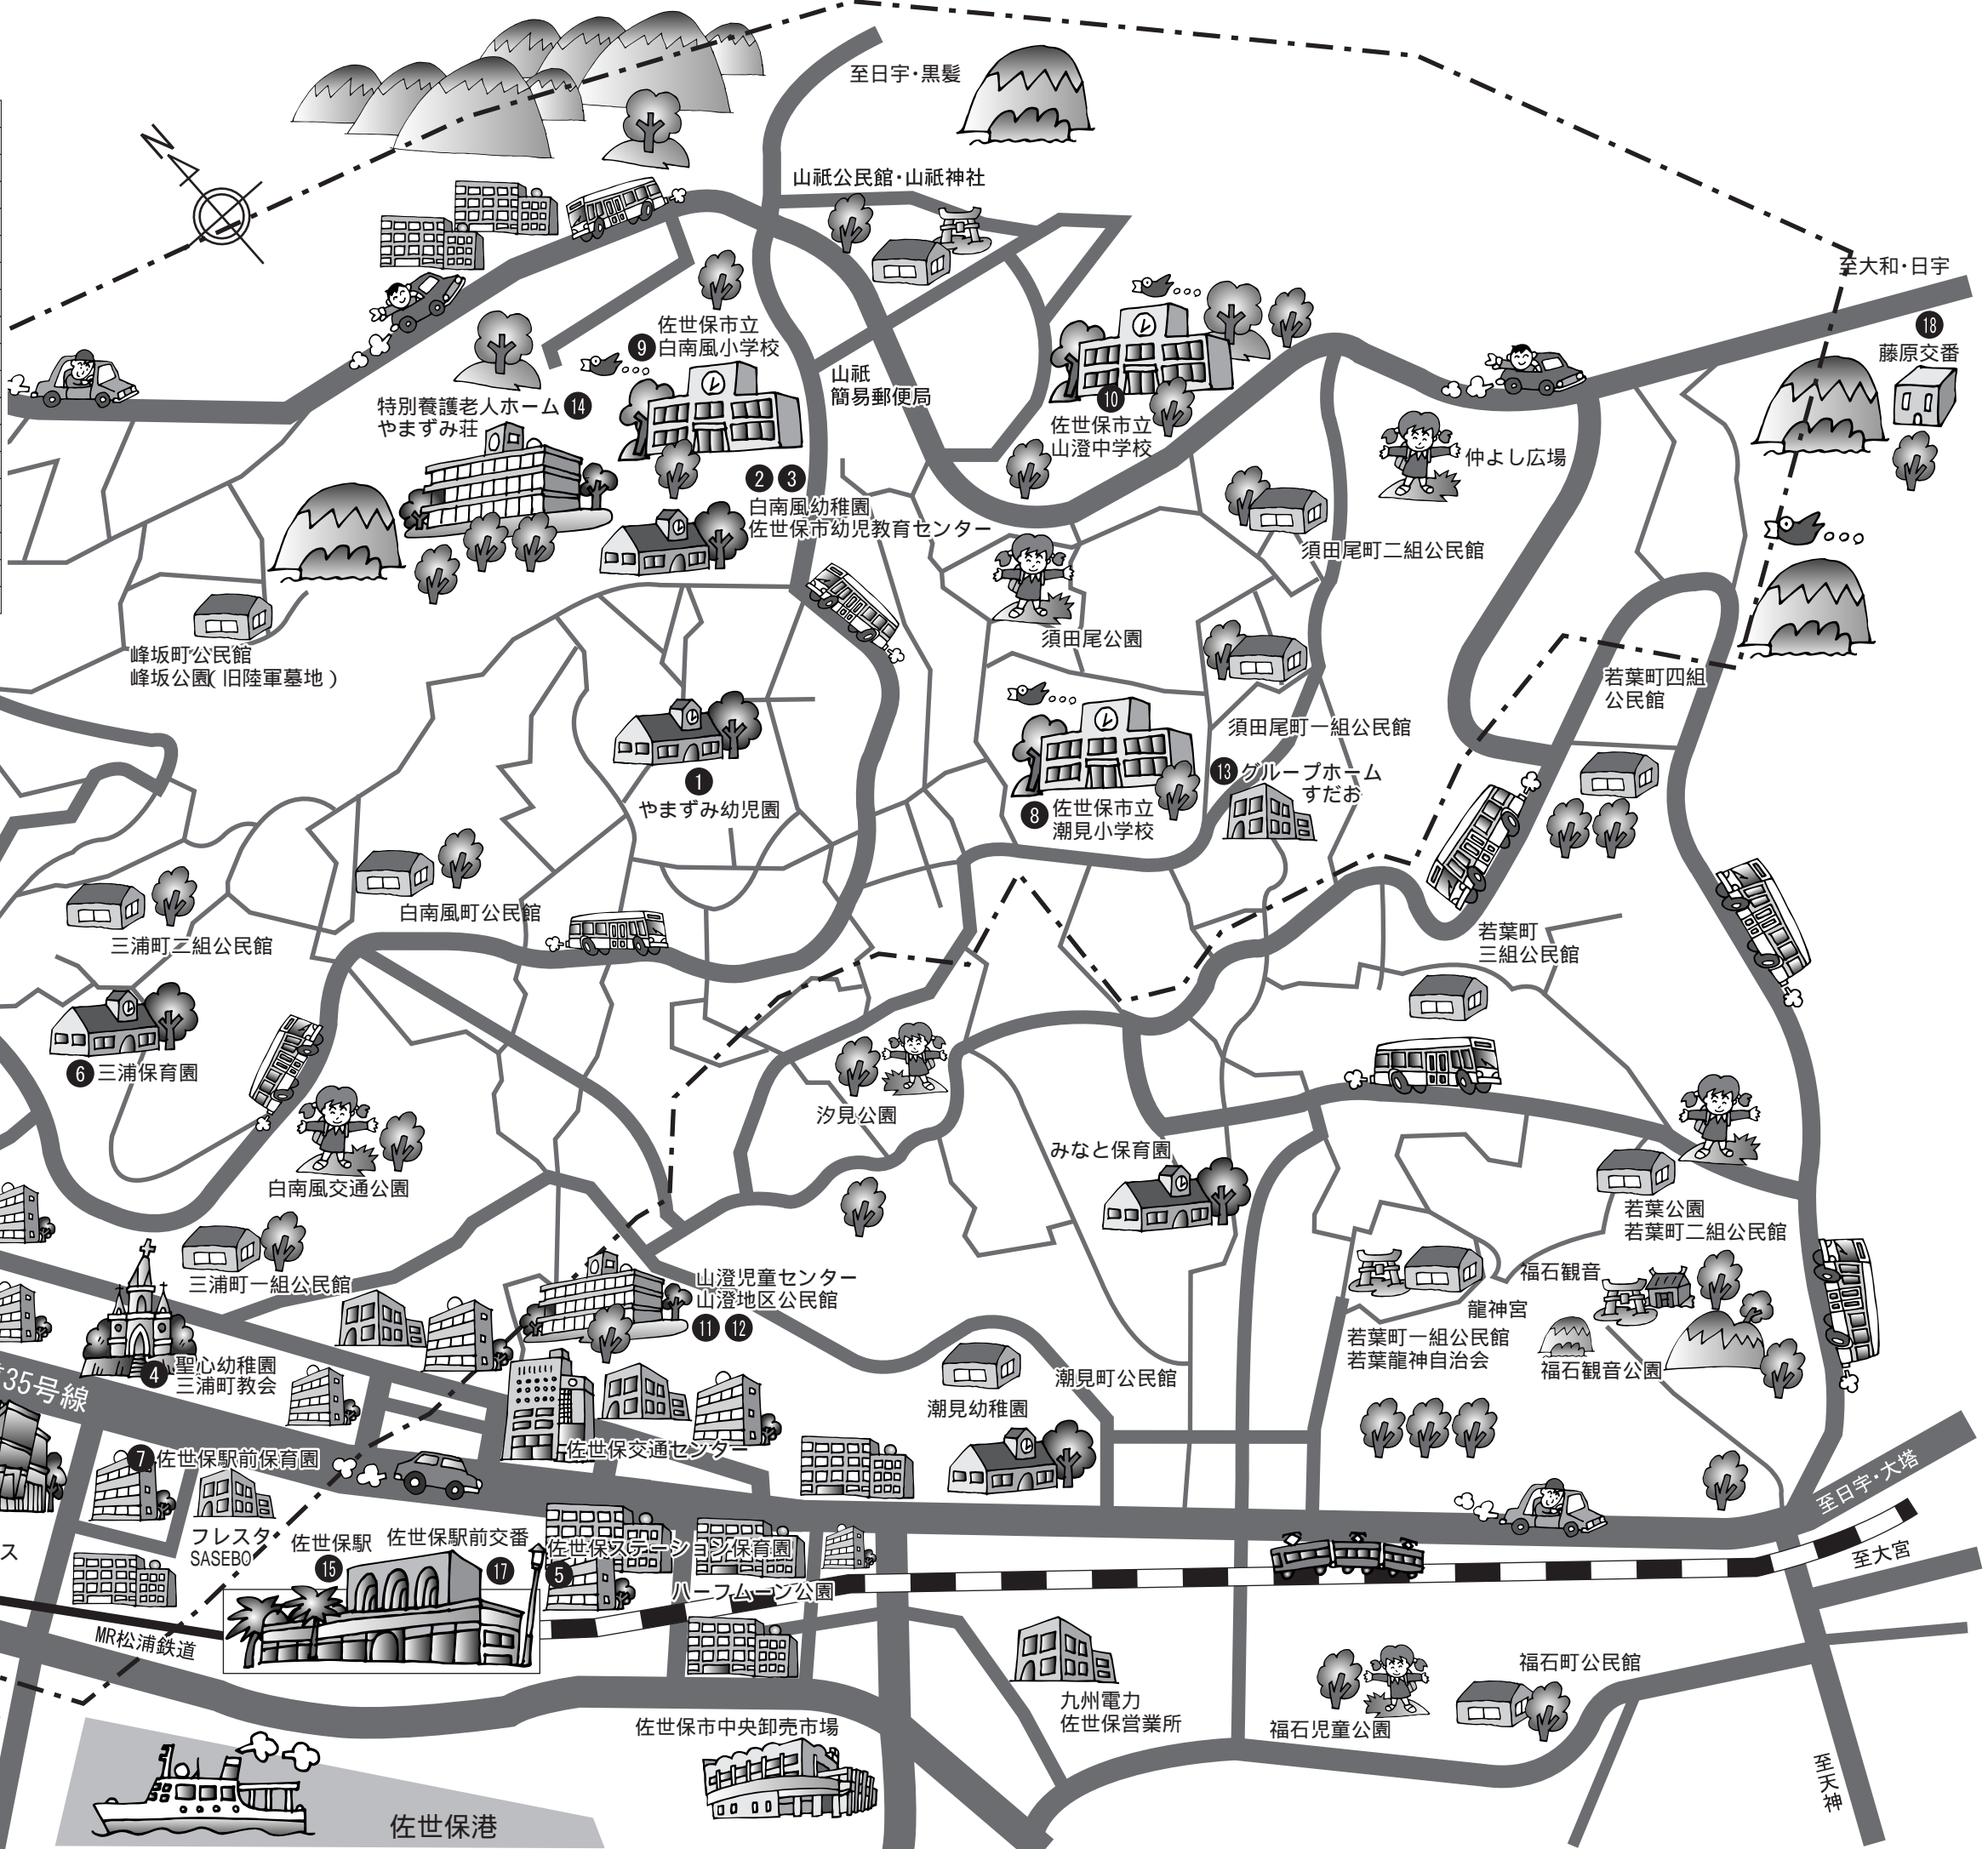 至日宇・黒髪
N
山祇公民館・山祇神社
至大和・日宇
18
藤原交番
佐世保市立
9 白南風小学校
山祇
簡易郵便局
特別養護老人ホーム 14
やまずみ荘
10
佐世保市立
山澄中学校
仲よし広場
2 3
白南風幼稚園
佐世保市幼児教育センター
須田尾町二組公民館
須田尾公園
峰坂町公民館
峰坂公園(旧陸軍墓地)
若葉町四組
公民館
須田尾町一組公民館
13 グループホーム
すだお
1
やまずみ幼児園
8 佐世保市立
潮見小学校
白南風町公民館
三浦町二組公民館
若葉町
三組公民館
6 三浦保育園
汐見公園
みなと保育園
白南風交通公園
若葉公園
若葉町二組公民館
三浦町一組公民館
山澄児童センター
山澄地区公民館
11 12
福石観音
龍神宮
若葉町一組公民館
若葉龍神自治会
福石観音公園
4 聖心幼稚園
三浦町教会
35号線
潮見町公民館
潮見幼稚園
佐世保交通センター
7 佐世保駅前保育園
至日宇・大塔
フレスタ
SASEBO
佐世保駅
15
佐世保駅前交番
17
佐世保ステーション保育園
5
ハーフムーン公園
ス
至大宮
MR松浦鉄道
九州電力
佐世保営業所
福石町公民館
福石児童公園
佐世保市中央卸売市場
至天神
佐世保港